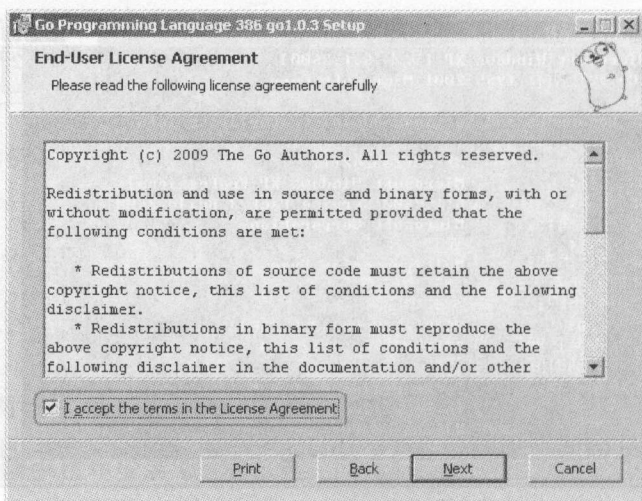 Go Programming Language 386 go1.0.3 Setup
End-User License Agreement
Please read the following license agreement carefully
Copyright (c) 2009 The Go Authors. All rights reserved.
Redistribution and use in source and binary forms, with or
without modification, are permitted provided that the
following conditions are met:
* Redistributions of source code must retain the above
copyright notice, this list of conditions and the following
disclaimer.
* Redistributions in binary form must reproduce the
above copyright notice, this list of conditions and the
following disclaimer in the documentation and/or other
I accept the terms in the License Agreement
Print
Back
Next
Cancel